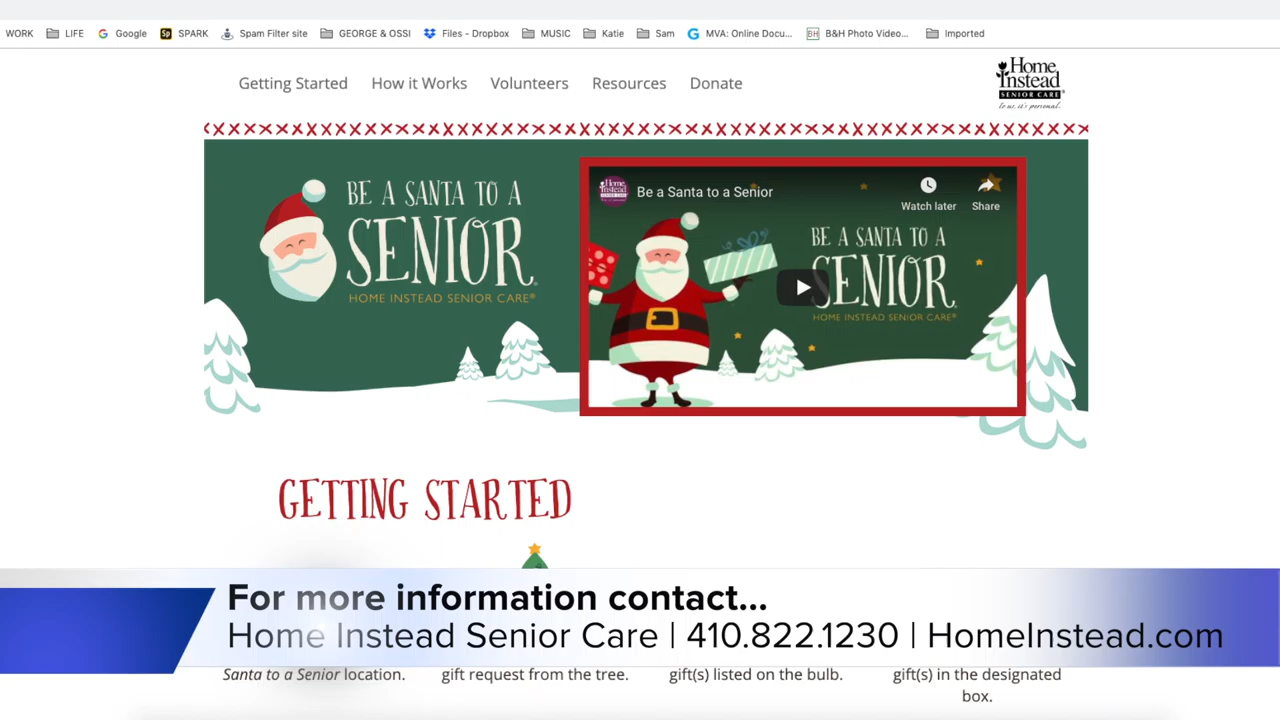 WORK LIFE Google SPARK Spam Filter site GEORGE & OSSI Files - Dropbox MUSIC Katie Sam MVA: Online Docu... B&H Photo Video... Imported
Getting Started How it Works Volunteers Resources Donate
Home
Instead
SENIOR CARE®
to us, it's personal.
BE A SANTA TO A
SENIOR®
HOME INSTEAD SENIOR CARE®
Be a Santa to a Senior
Watch later Share
BE A SANTA TO A
SENIOR®
HOME INSTEAD SENIOR CARE®
GETTING STARTED
For more information contact...
Home Instead Senior Care | 410.822.1230 | HomeInstead.com
Santa to a Senior location. gift request from the tree. gift(s) listed on the bulb. gift(s) in the designated
box.